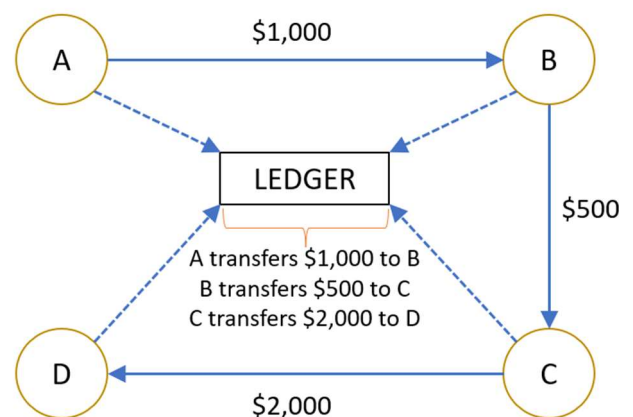 $1,000
A
B
LEDGER
$500
A transfers $1,000 to B
B transfers $500 to C
C transfers $2,000 to D
D
C
$2,000